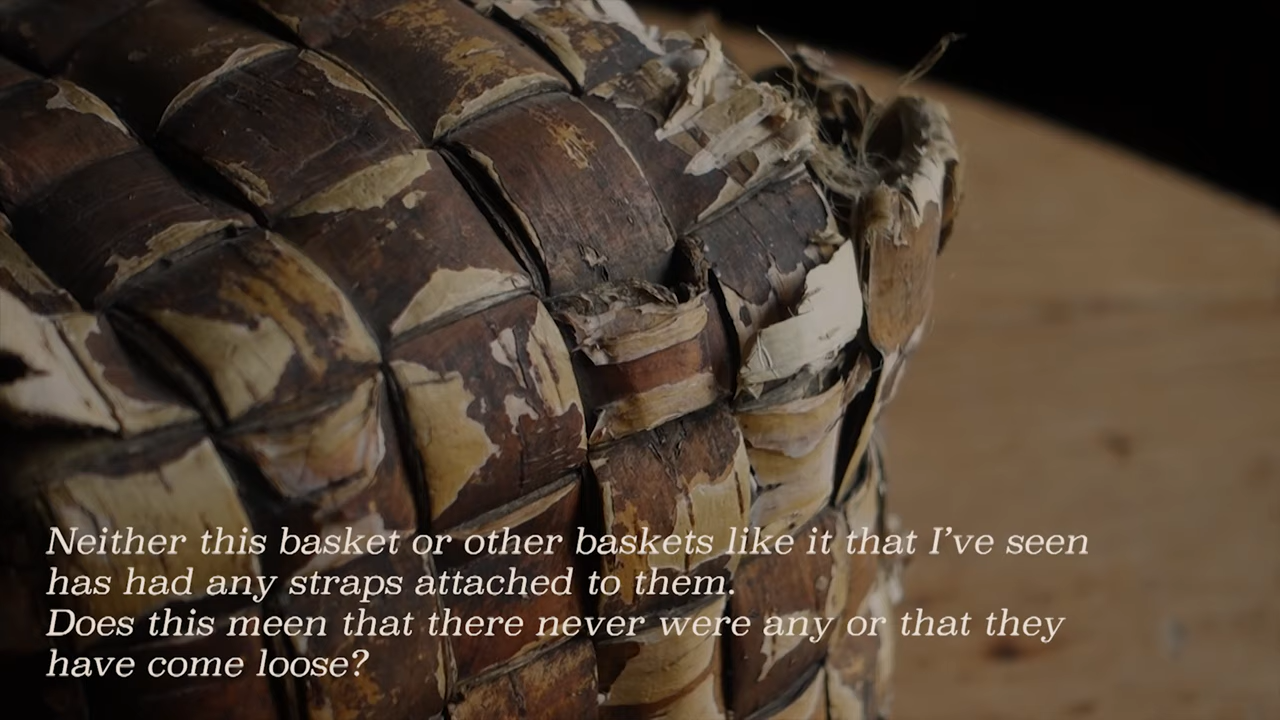 Neither this basket or other baskets like it that I've seen
has had any straps attached to them.
Does this meen that there never were any or that they
have come loose?